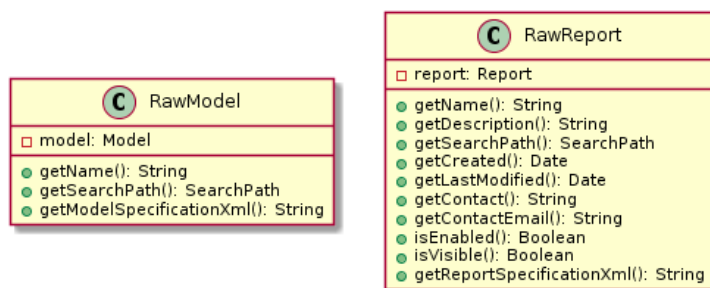 C RawModel
model: Model
getName(): String
getSearchPath(): SearchPath
getModelSpecificationXml(): String
C RawReport
report: Report
getName(): String
getDescription(): String
getSearchPath(): SearchPath
getCreated(): Date
getLastModified(): Date
getContact(): String
getContactEmail(): String
isEnabled(): Boolean
isVisible(): Boolean
getReportSpecificationXml(): String